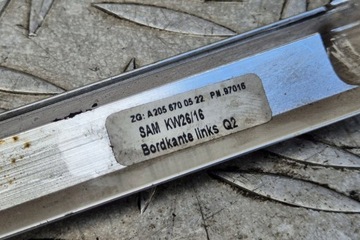 ZG: A205 670 05 22 PN.97016
SAM KW26/16
Bordkante links Q2